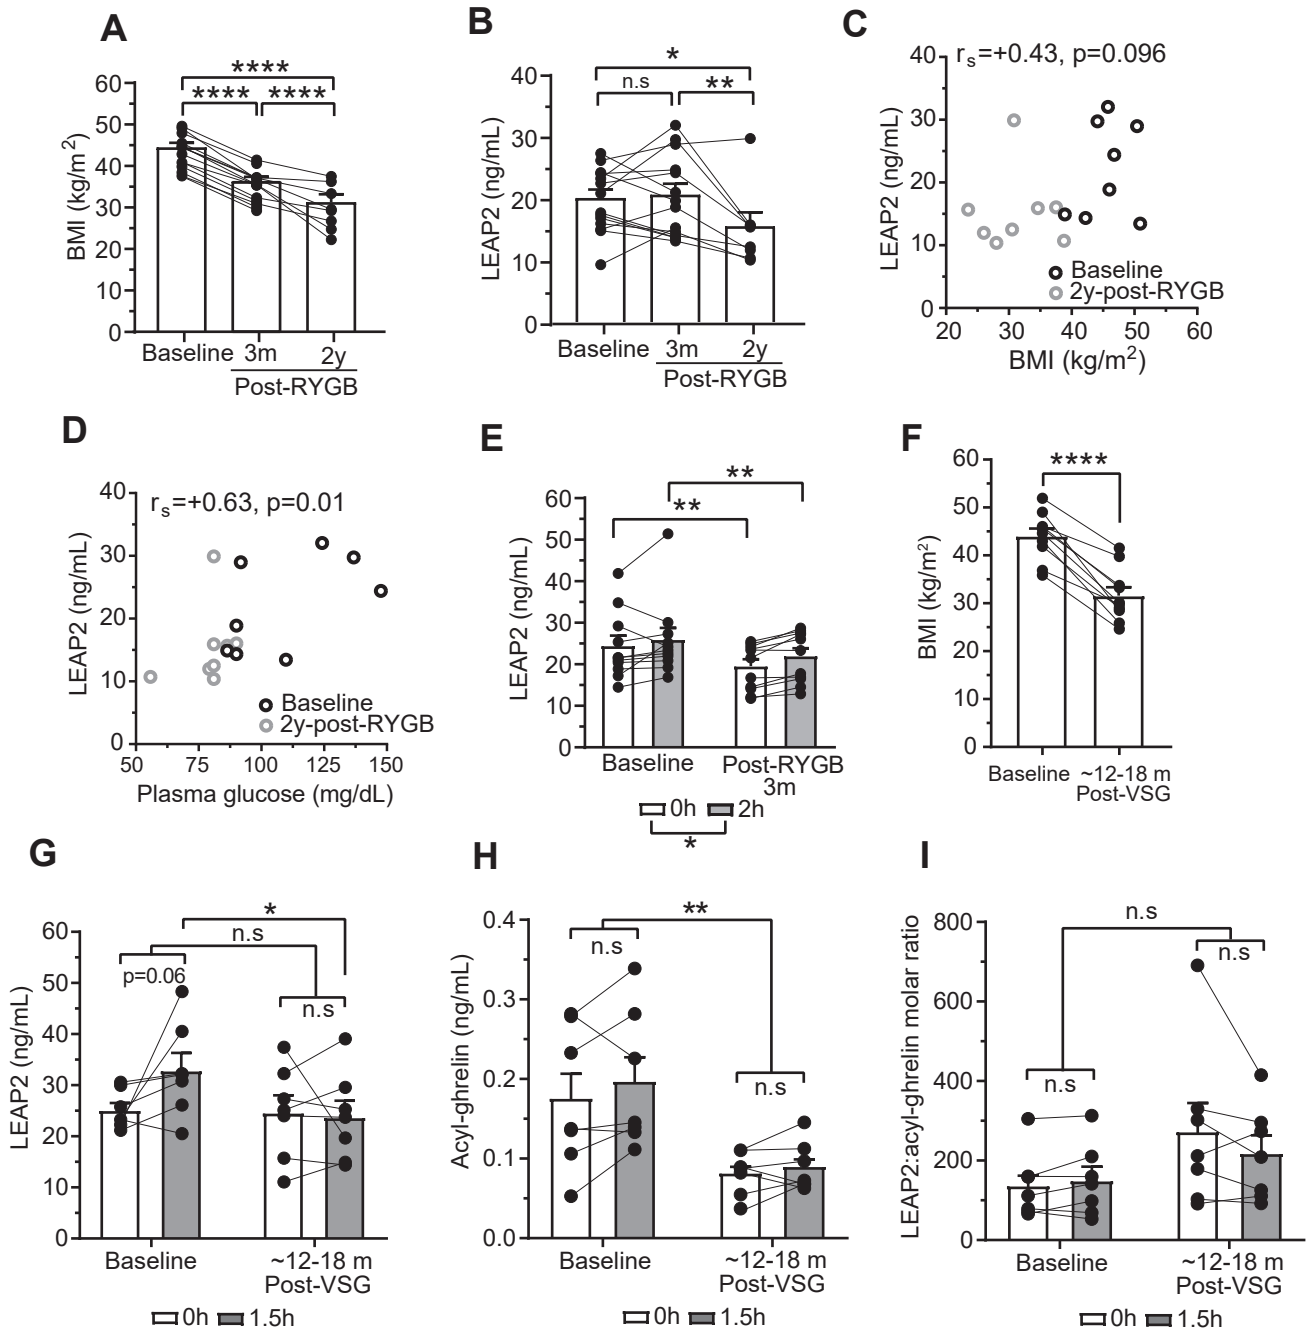 A
****
**** ****
60
50
40
30
20
10
0
BMI (kg/m²)
Baseline 3m 2y
Post-RYGB
B
*
n.s **
40
30
20
10
0
LEAP2 (ng/mL)
Baseline 3m 2y
Post-RYGB
C
rₛ=+0.43, p=0.096
40
30
20
10
0
LEAP2 (ng/mL)
Baseline
2y-post-RYGB
20 30 40 50 60
BMI (kg/m²)
D
rₛ=+0.63, p=0.01
40
30
20
10
0
LEAP2 (ng/mL)
Baseline
2y-post-RYGB
50 75 100 125 150
Plasma glucose (mg/dL)
E
**
**
60
50
40
30
20
10
0
LEAP2 (ng/mL)
Baseline Post-RYGB
3m
0h 2h
*
F
****
60
50
40
30
20
10
0
BMI (kg/m²)
Baseline ~12-18 m
Post-VSG
G
*
n.s
p=0.06
n.s
60
50
40
30
20
10
0
LEAP2 (ng/mL)
Baseline ~12-18 m
Post-VSG
0h 1.5h
H
**
n.s
n.s
0.4
0.3
0.2
0.1
0.0
Acyl-ghrelin (ng/mL)
Baseline ~12-18 m
Post-VSG
0h 1.5h
I
n.s
n.s
n.s
800
600
400
200
0
LEAP2:acyl-ghrelin molar ratio
Baseline ~12-18 m
Post-VSG
0h 1.5h